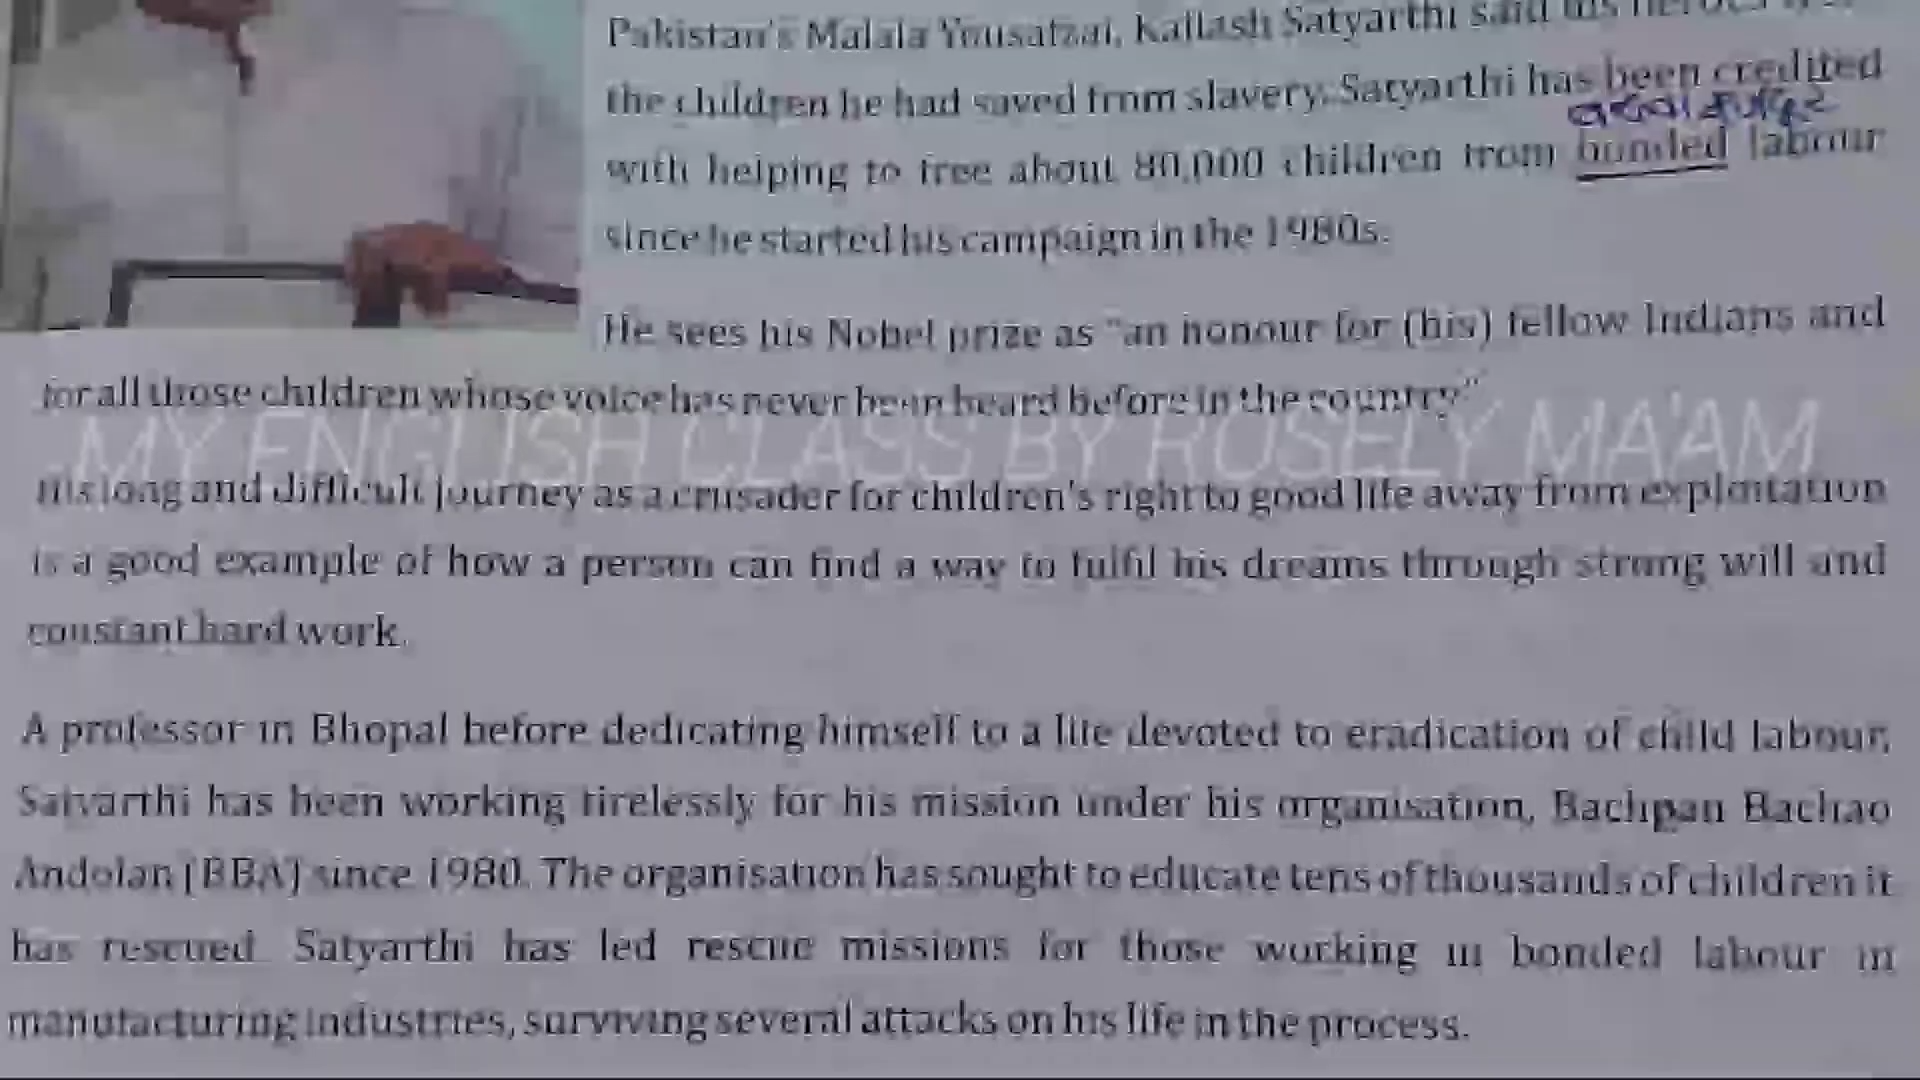 Pakistan's Malala Yousafzai, Kailash Satyarthi said his heroes
the children he had saved from slavery. Satyarthi has been credited
with helping to free about 80,000 children from bonded labour
since he started his campaign in the 1980s.
He sees his Nobel prize as "an honour for (his) fellow Indians and
for all those children whose voice has never been heard before in the country"
MY ENGLISH CLASS BY ROSELY MA'AM
His long and difficult journey as a crusader for children's right to good life away from exploitation
is a good example of how a person can find a way to fulfil his dreams through strong will and
constant hard work.
A professor in Bhopal before dedicating himself to a life devoted to eradication of child labour,
Satyarthi has been working tirelessly for his mission under his organisation, Bachpan Bachao
Andolan [BBA] since 1980. The organisation has sought to educate tens of thousands of children it
has rescued. Satyarthi has led rescue missions for those working in bonded labour in
manufacturing industries, surviving several attacks on his life in the process.